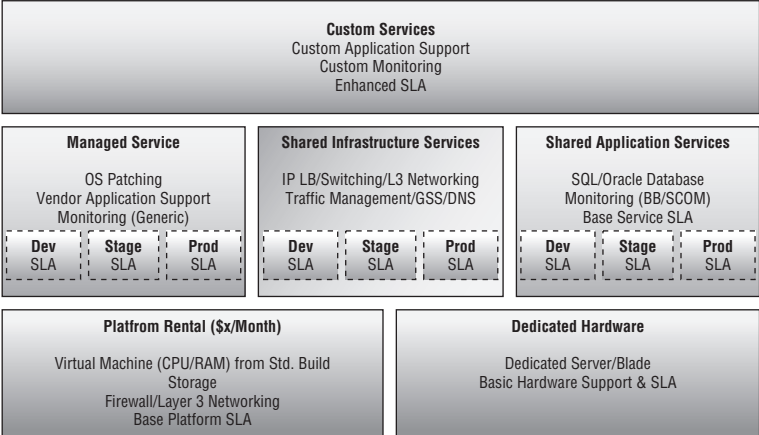 Custom Services
Custom Application Support
Custom Monitoring
Enhanced SLA
Managed Service
OS Patching
Vendor Application Support
Monitoring (Generic)
Dev
SLA
Stage
SLA
Prod
SLA
Shared Infrastructure Services
IP LB/Switching/L3 Networking
Traffic Management/GSS/DNS
Dev
SLA
Stage
SLA
Prod
SLA
Shared Application Services
SQL/Oracle Database
Monitoring (BB/SCOM)
Base Service SLA
Dev
SLA
Stage
SLA
Prod
SLA
Platfrom Rental ($x/Month)
Virtual Machine (CPU/RAM) from Std. Build
Storage
Firewall/Layer 3 Networking
Base Platform SLA
Dedicated Hardware
Dedicated Server/Blade
Basic Hardware Support & SLA